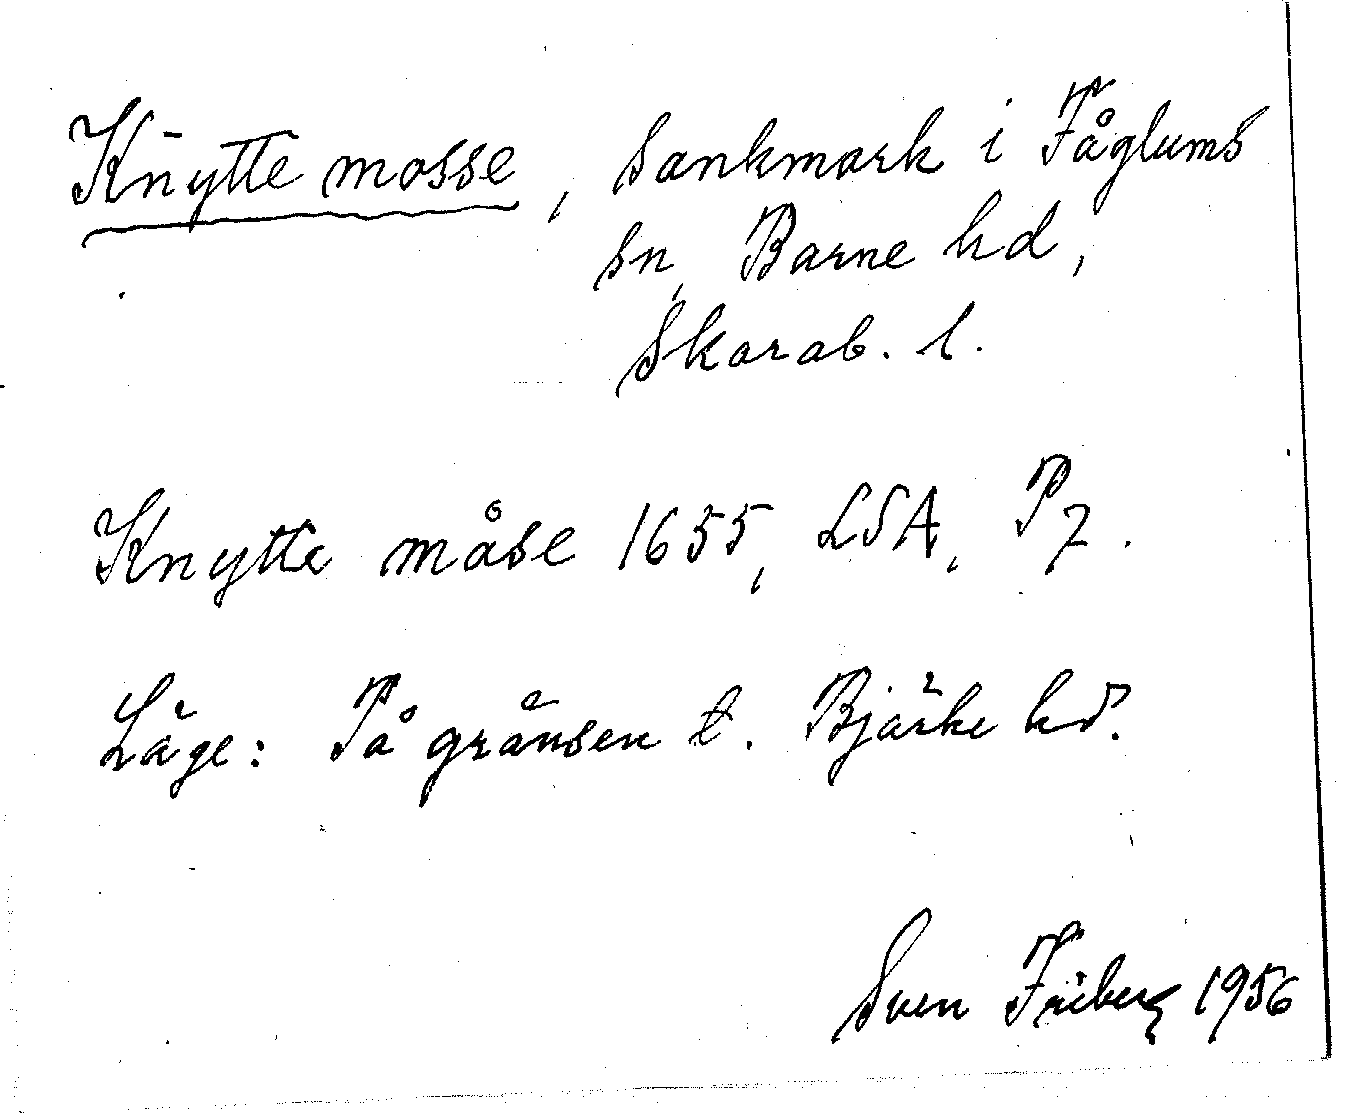 Knytte mosse, sankmark i Fåglums
sn, Barne hd,
Skarab. l.
Knytte måse 1655, LSA, P7.
Läge: På gränsen t. Bjärke hd.
Sven Friberg 1956